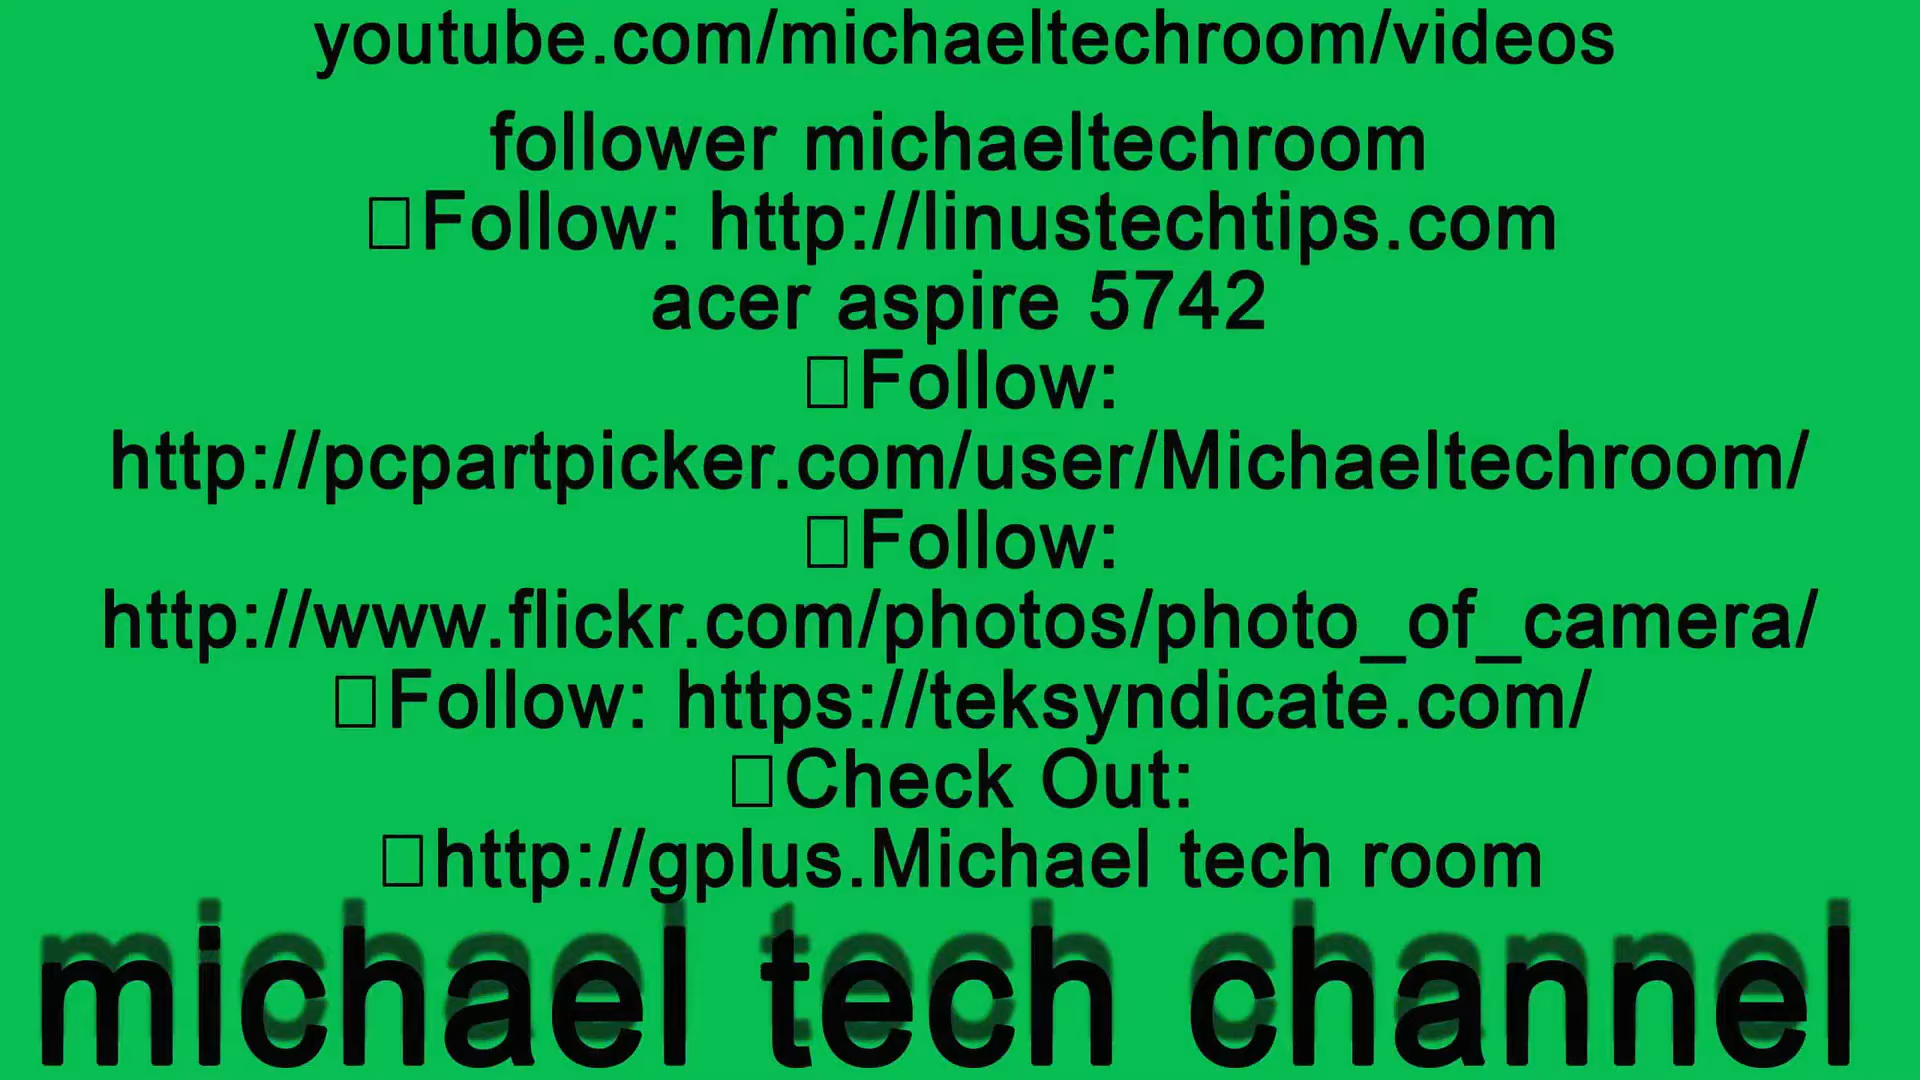 youtube.com/michaeltechroom/videos
follower michaeltechroom
□Follow: http://linustechtips.com
acer aspire 5742
□Follow:
http://pcpartpicker.com/user/Michaeltechroom/
□Follow:
http://www.flickr.com/photos/photo_of_camera/
□Follow: https://teksyndicate.com/
□Check Out:
□http://gplus.Michael tech room
michael tech channel